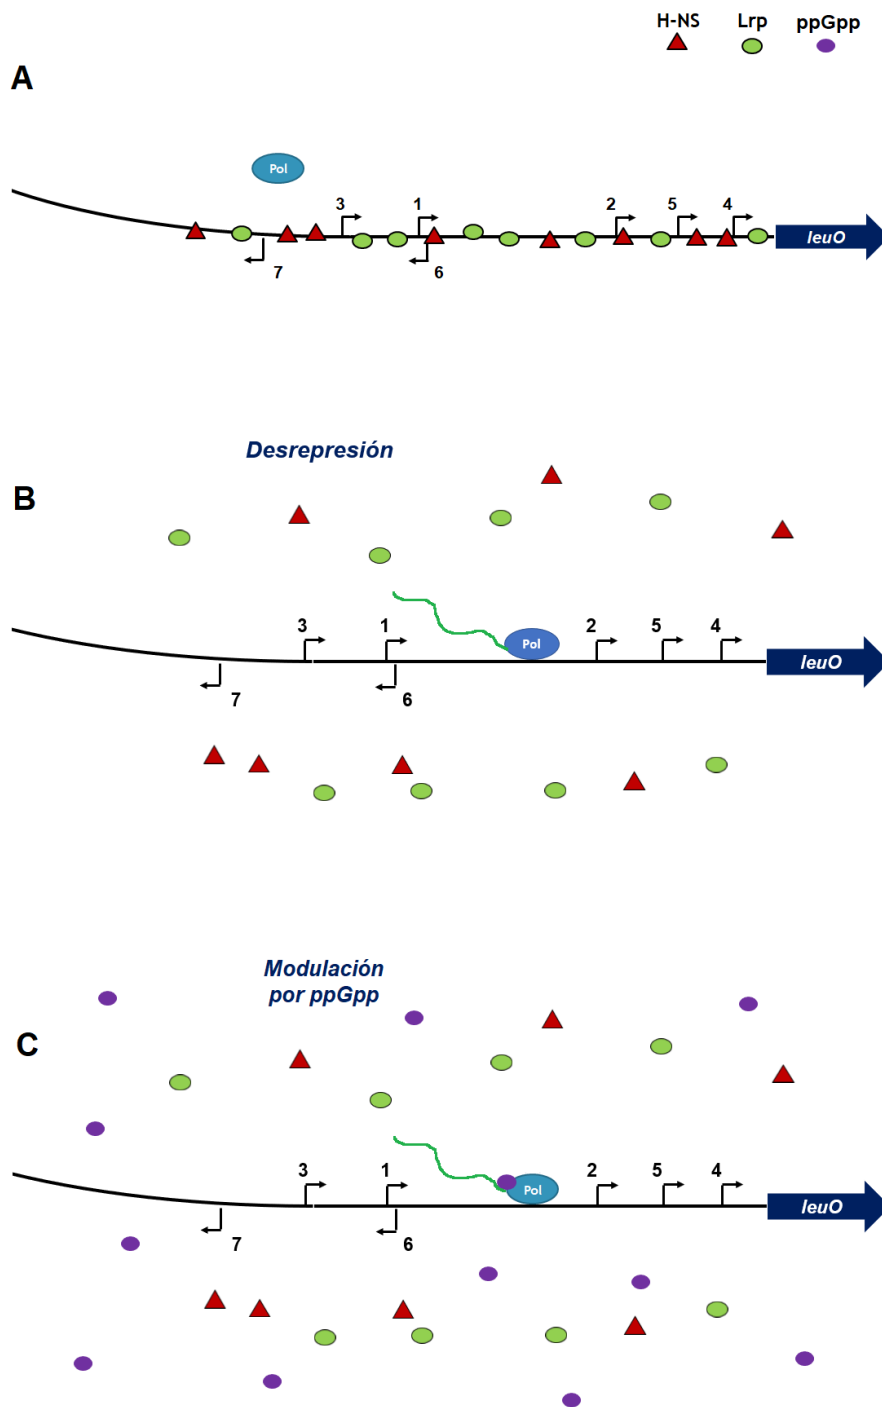 H-NS Lrp ppGpp
A
Pol
3 1 2 5 4
leuO
7 6
Desrepresión
B
3 1 2 5 4
Pol
leuO
7 6
Modulación
por ppGpp
C
3 1 2 5 4
Pol
leuO
7 6